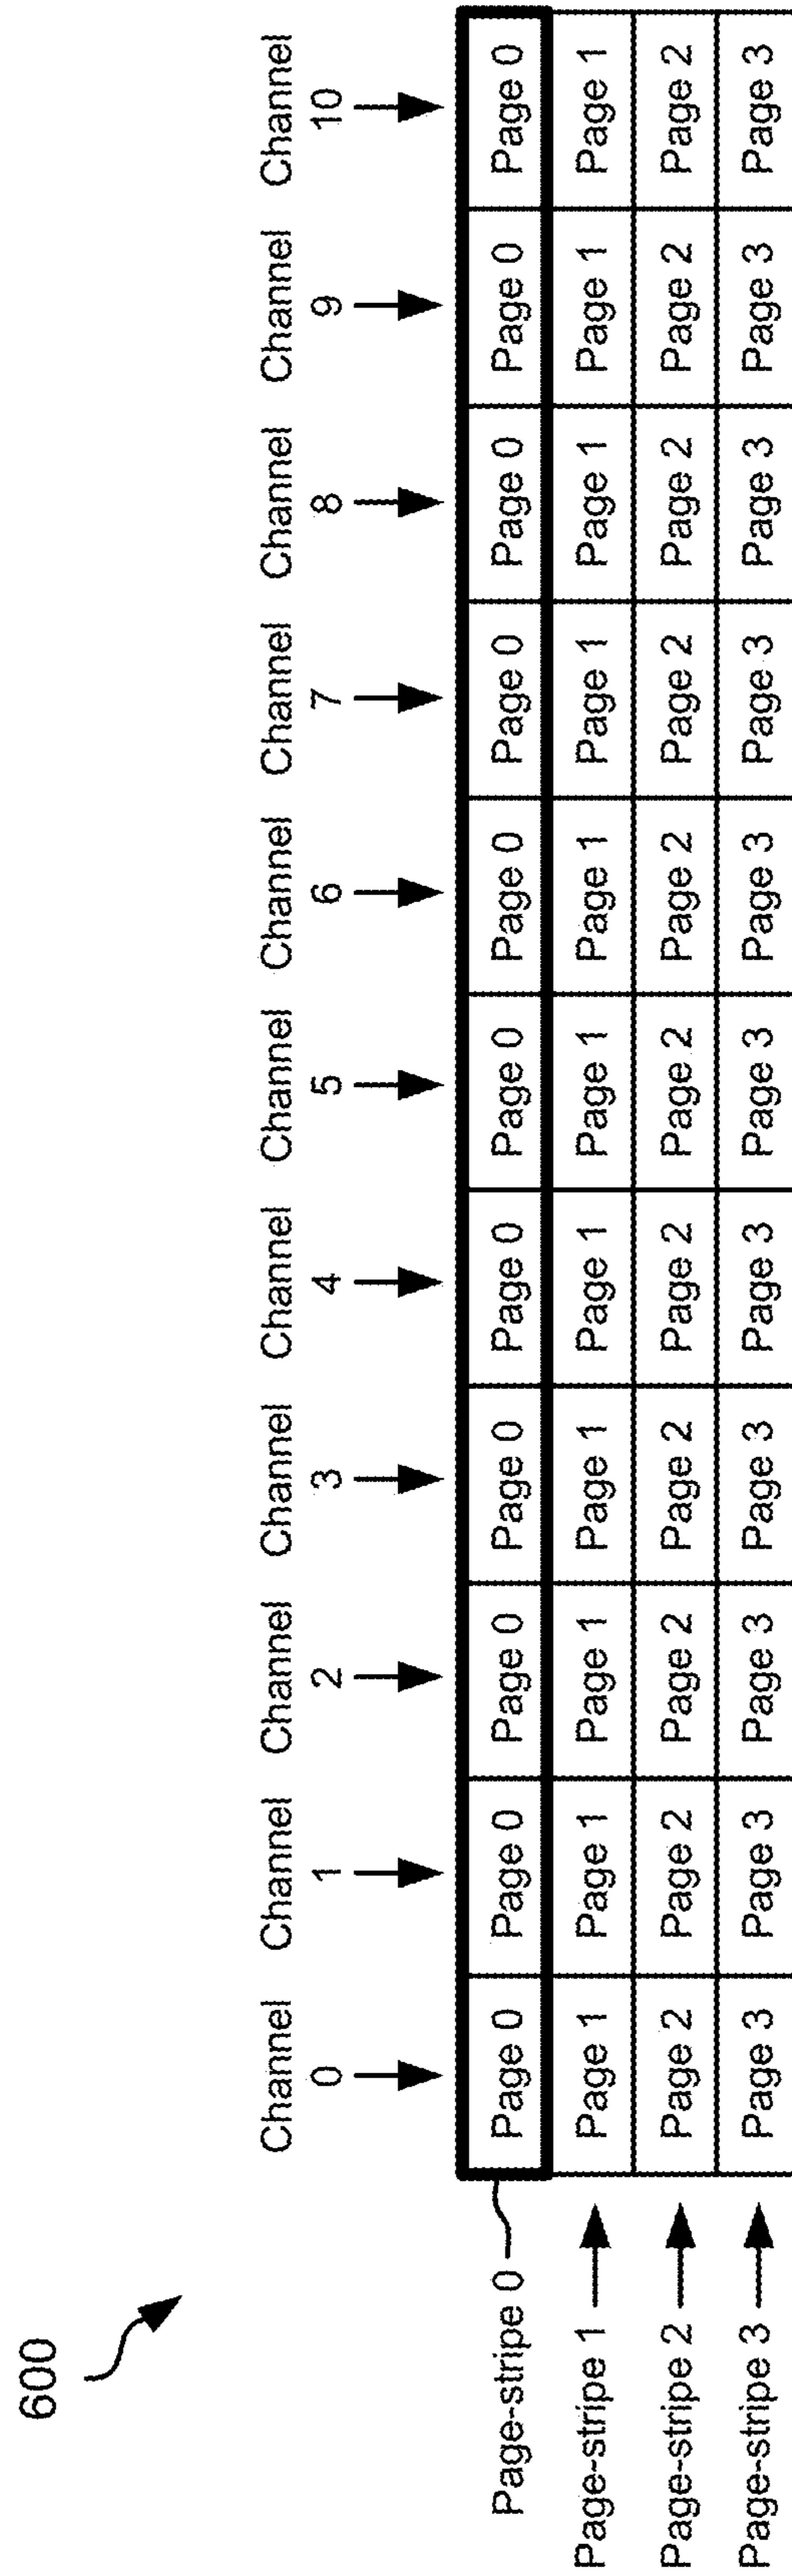 600
Channel 0 Channel 1 Channel 2 Channel 3 Channel 4 Channel 5 Channel 6 Channel 7 Channel 8 Channel 9 Channel 10
Page-stripe 0 Page 0 Page 0 Page 0 Page 0 Page 0 Page 0 Page 0 Page 0 Page 0 Page 0 Page 0
Page-stripe 1 Page 1 Page 1 Page 1 Page 1 Page 1 Page 1 Page 1 Page 1 Page 1 Page 1 Page 1
Page-stripe 2 Page 2 Page 2 Page 2 Page 2 Page 2 Page 2 Page 2 Page 2 Page 2 Page 2 Page 2
Page-stripe 3 Page 3 Page 3 Page 3 Page 3 Page 3 Page 3 Page 3 Page 3 Page 3 Page 3 Page 3